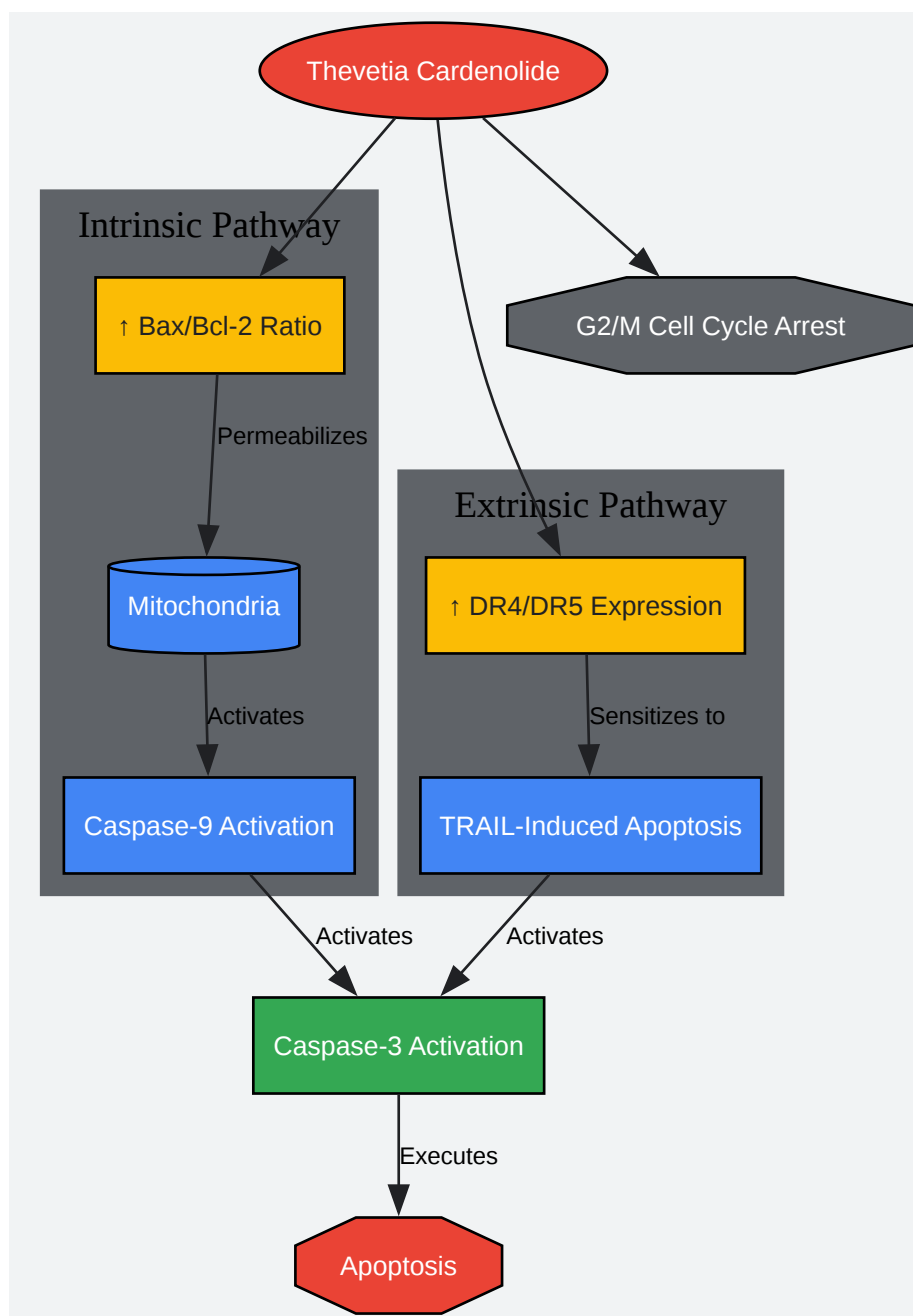 Thevetia Cardenolide
Intrinsic Pathway
↑ Bax/Bcl-2 Ratio
G2/M Cell Cycle Arrest
Permeabilizes
Extrinsic Pathway
Mitochondria
↑ DR4/DR5 Expression
Activates
Sensitizes to
Caspase-9 Activation
TRAIL-Induced Apoptosis
Activates
Activates
Caspase-3 Activation
Executes
Apoptosis